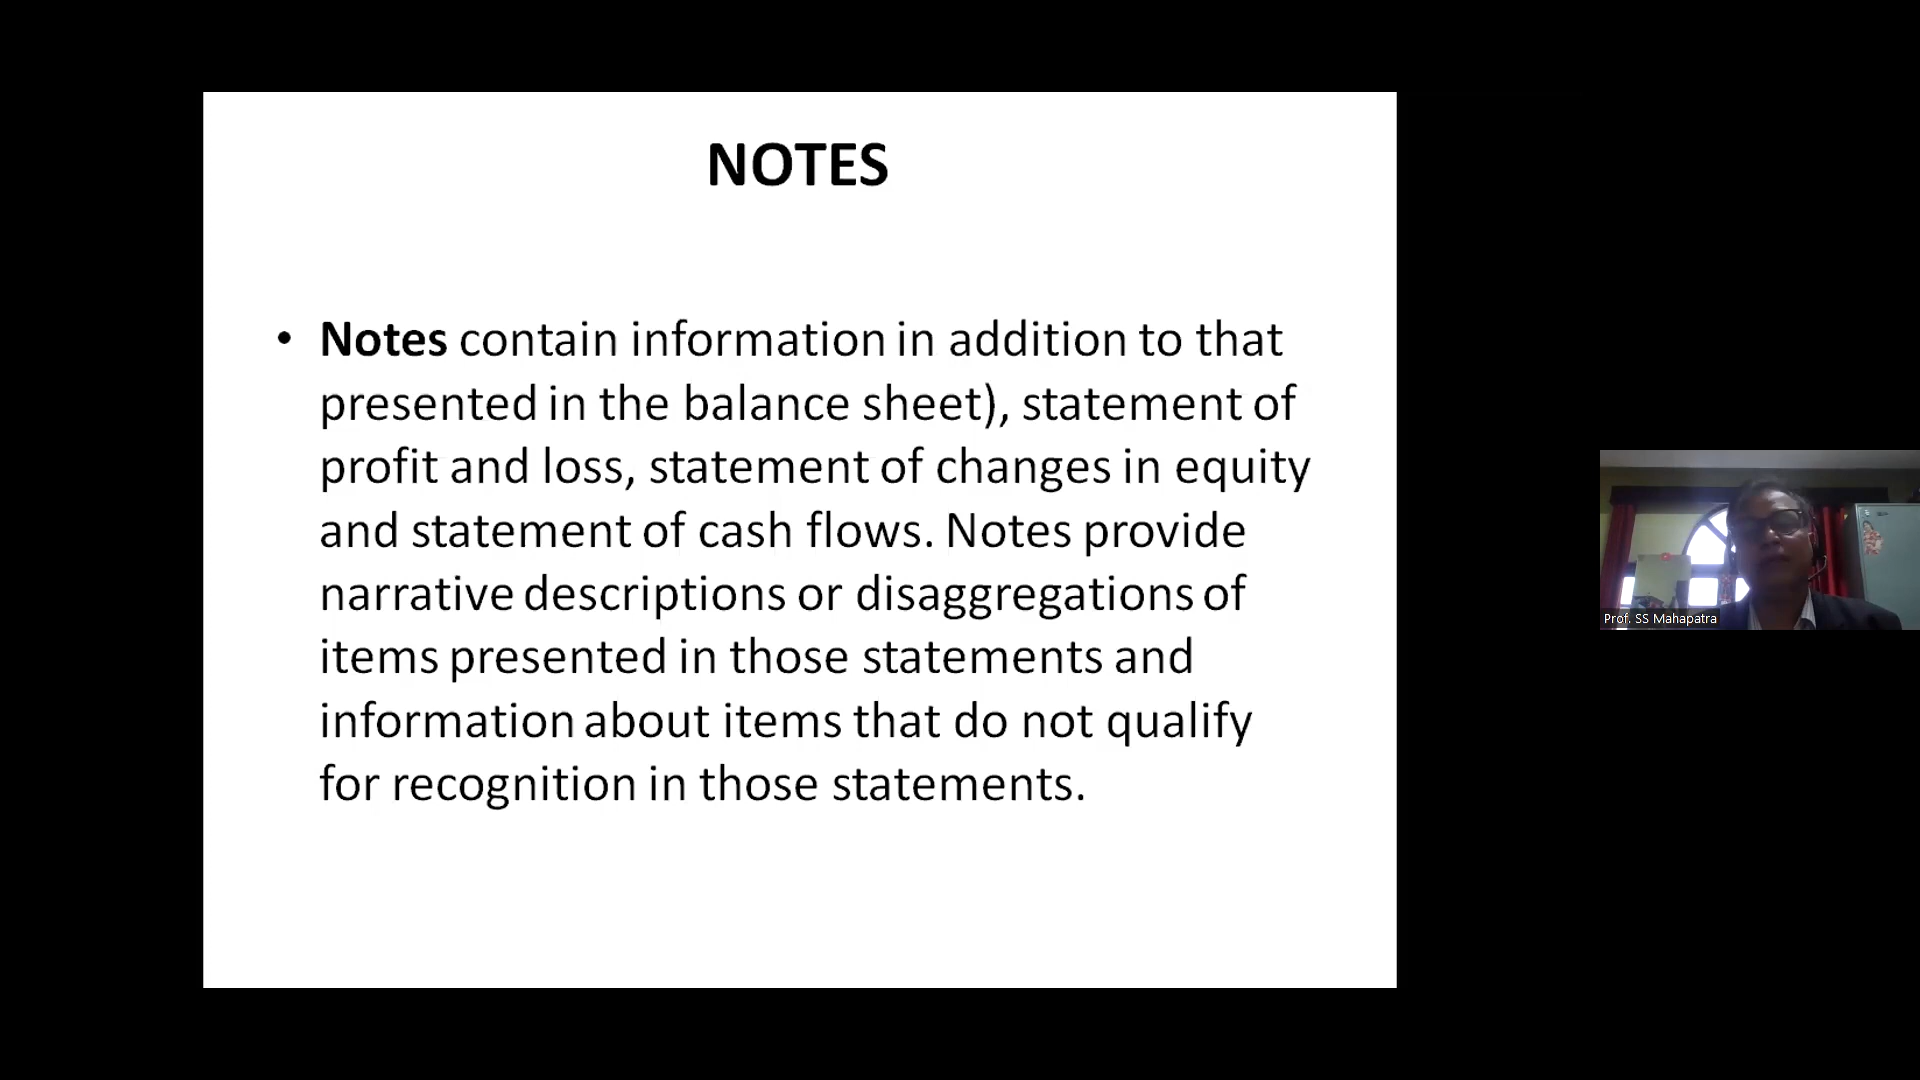 NOTES
• Notes contain information in addition to that
presented in the balance sheet), statement of
profit and loss, statement of changes in equity
and statement of cash flows. Notes provide
narrative descriptions or disaggregations of
items presented in those statements and
information about items that do not qualify
for recognition in those statements.
Prof. SS Mahapatra